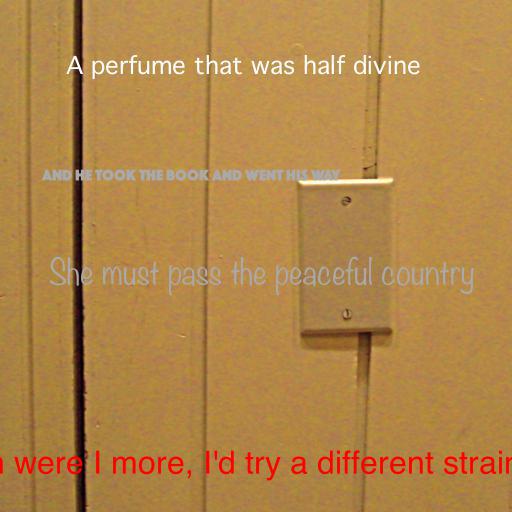 A perfume that was half divine
AND HE TOOK THE BOOK AND WENT HIS WAY
She must pass the peaceful country
were I more, I'd try a different